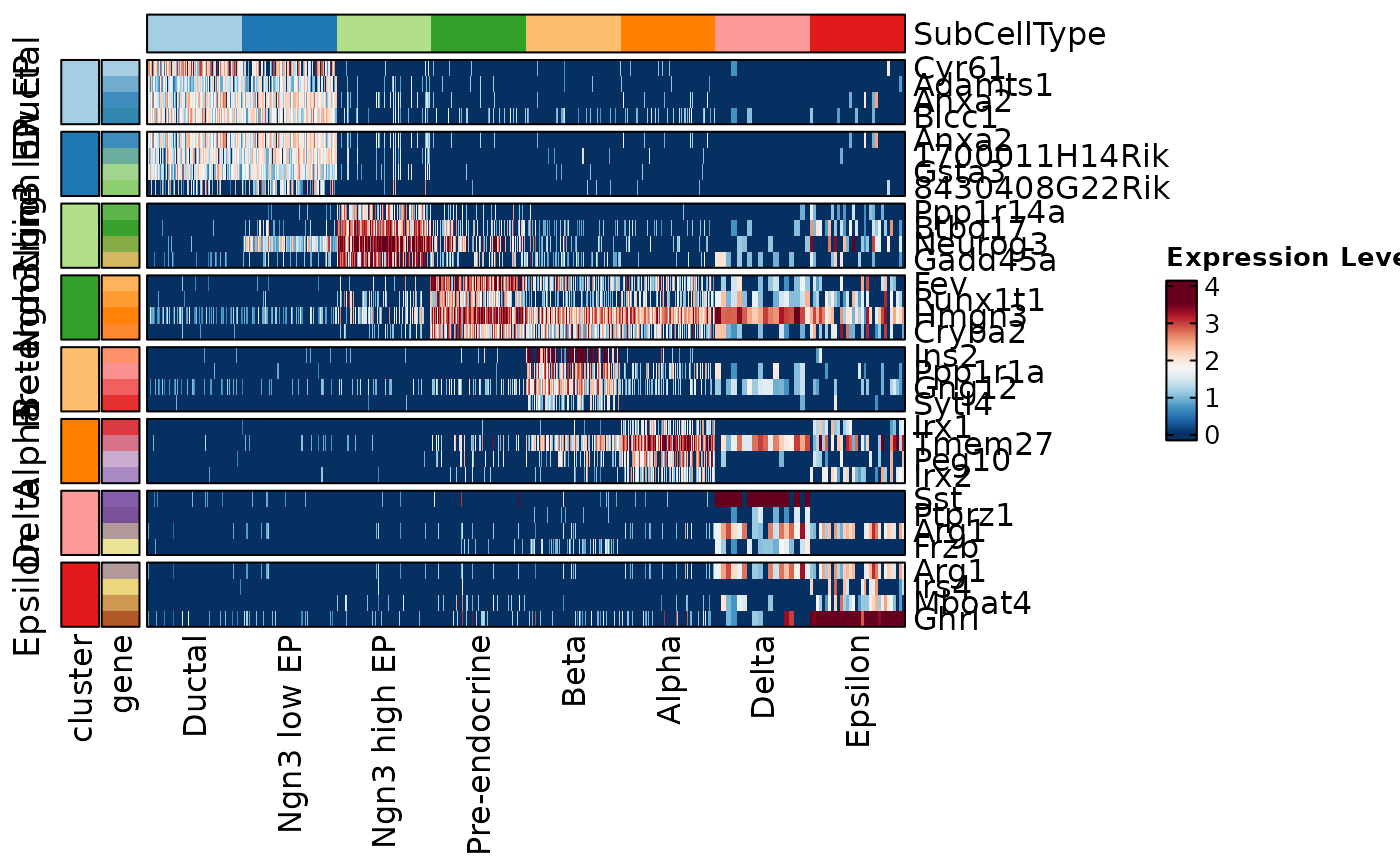 SubCellType
Ductal
Alpha
Delta
Epsilon
Cyr61
Adamts1
Anxa2
Bicc1
Anxa2
1700011H14Rik
Gsta3
8430408G22Rik
Ppp1r14a
Btbd17
Neurog3
Gadd45a
Fev
Runx1t1
Hmgn3
Cryba2
Ins2
Ppp1r1a
Gng12
Sytl4
Irx1
Tmem27
Peg10
Irx2
Sst
Ptprz1
Arg1
Frzb
Arg1
Irs4
Mboat4
Ghrl
Expression Leve
4
3
2
1
0
cluster
gene
Ductal
Ngn3 low EP
Ngn3 high EP
Pre-endocrine
Beta
Alpha
Delta
Epsilon